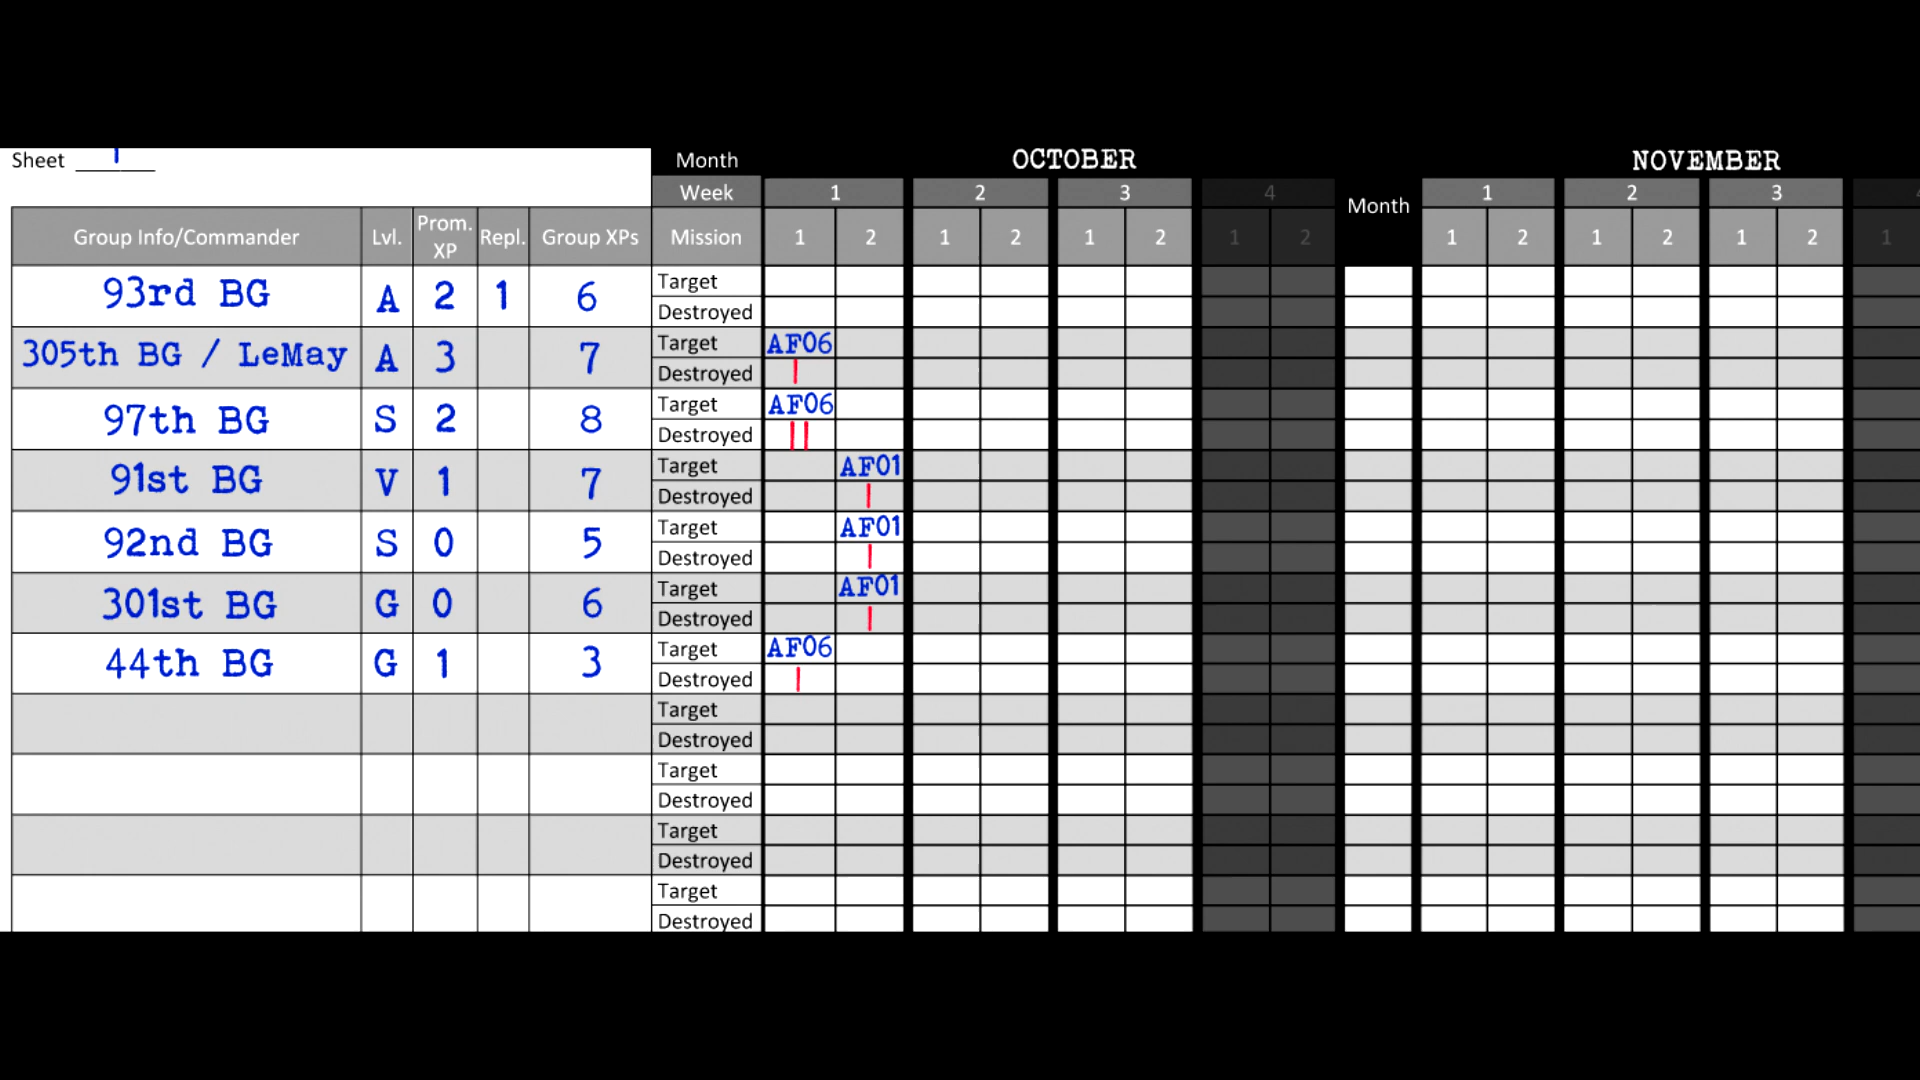 Sheet 1
Month OCTOBER Month NOVEMBER
Week 1 2 3 4 1 2 3
Group Info/Commander Lvl. Prom. XP Repl. Group XPs Mission 1 2 1 2 1 2 1 2 1 2 1 2 1 2 1
93rd BG A 2 1 6 Target
Destroyed
305th BG / LeMay A 3 7 Target AF06
Destroyed |
97th BG S 2 8 Target AF06
Destroyed ||
91st BG V 1 7 Target AF01
Destroyed |
92nd BG S 0 5 Target AF01
Destroyed |
301st BG G 0 6 Target AF01
Destroyed |
44th BG G 1 3 Target AF06
Destroyed |
Target
Destroyed
Target
Destroyed
Target
Destroyed
Target
Destroyed